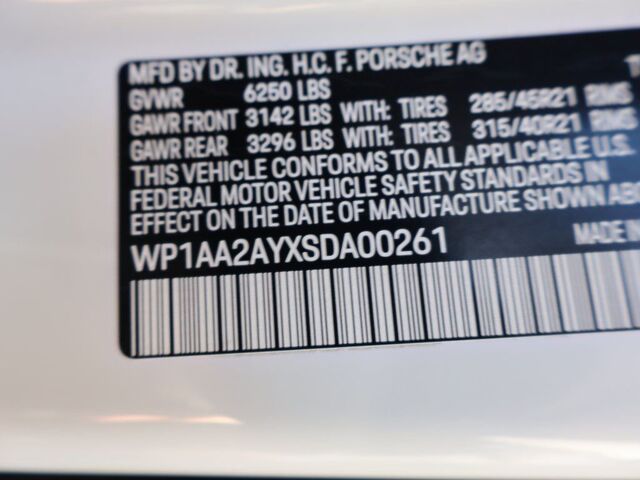 MFD BY DR. ING. H.C. F. PORSCHE AG
GVWR 6250 LBS
GAWR FRONT 3142 LBS WITH: TIRES 285/45R21 RIMS
GAWR REAR 3296 LBS WITH: TIRES 315/40R21 RIMS
THIS VEHICLE CONFORMS TO ALL APPLICABLE U.S.
FEDERAL MOTOR VEHICLE SAFETY STANDARDS IN
EFFECT ON THE DATE OF MANUFACTURE SHOWN AB
WP1AA2AYXSDA00261 MADE IN